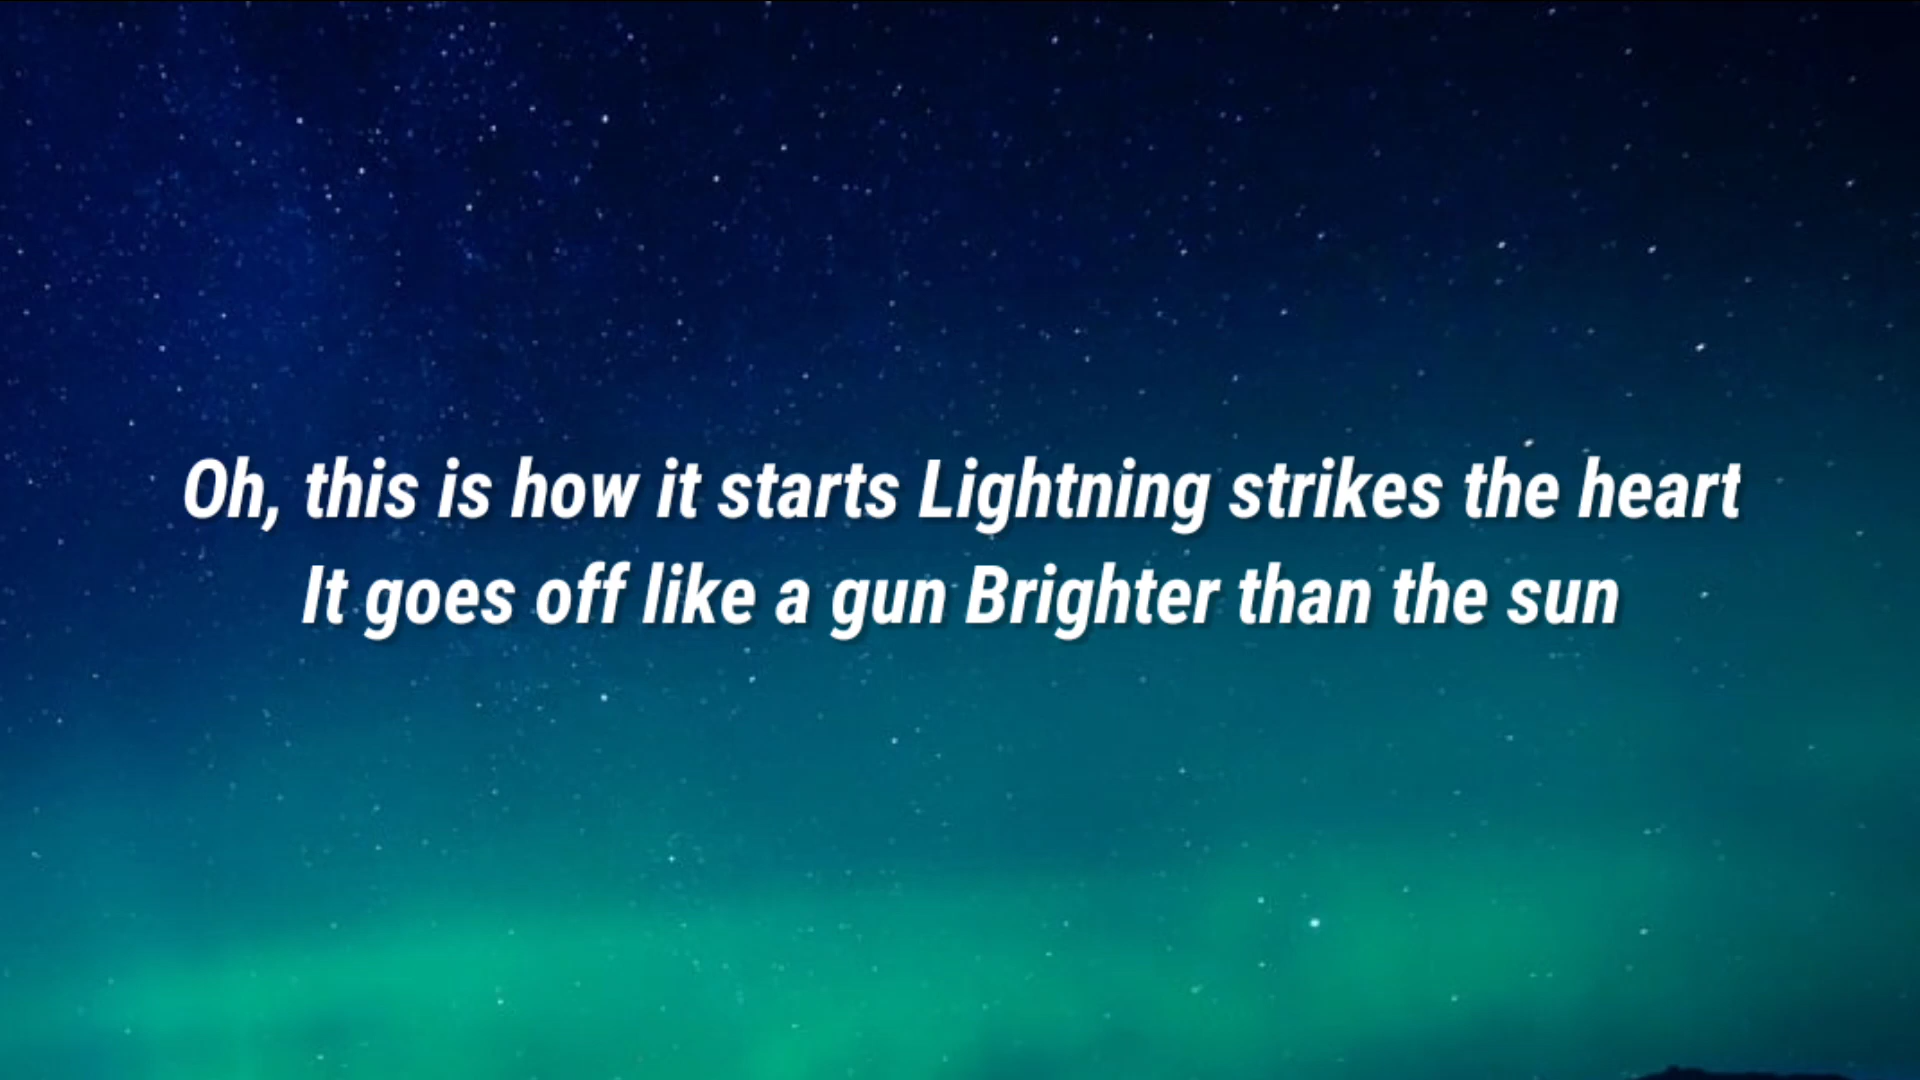 Oh, this is how it starts Lightning strikes the heart
It goes off like a gun Brighter than the sun